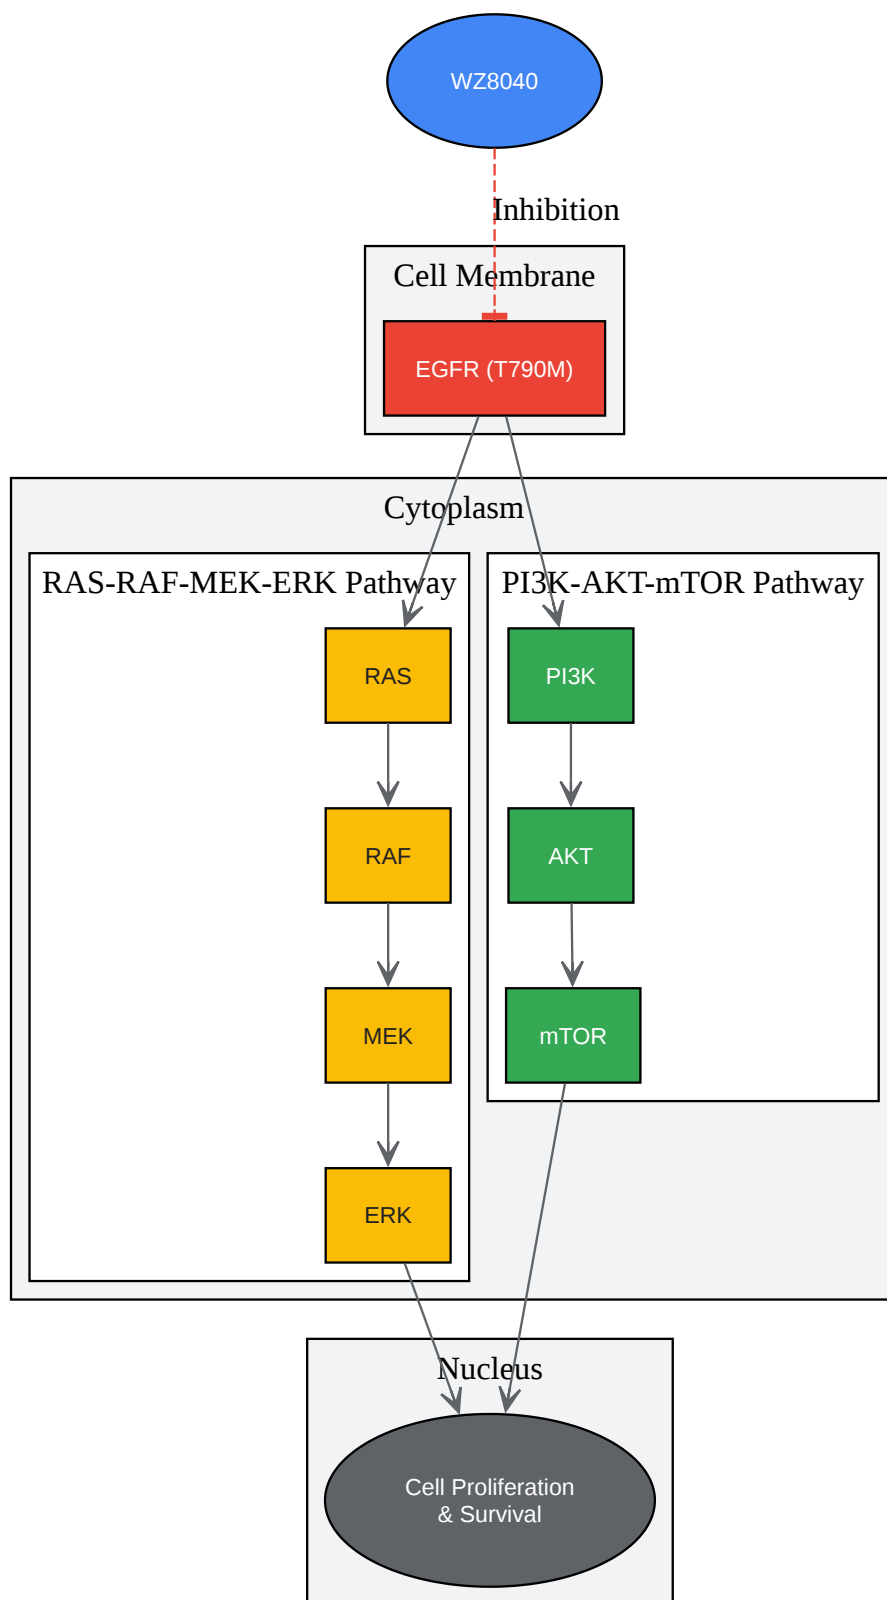 WZ8040
Inhibition
Cell Membrane
EGFR (T790M)
Cytoplasm
RAS-RAF-MEK-ERK Pathway
PI3K-AKT-mTOR Pathway
RAS
PI3K
RAF
AKT
MEK
mTOR
ERK
Nucleus
Cell Proliferation
& Survival